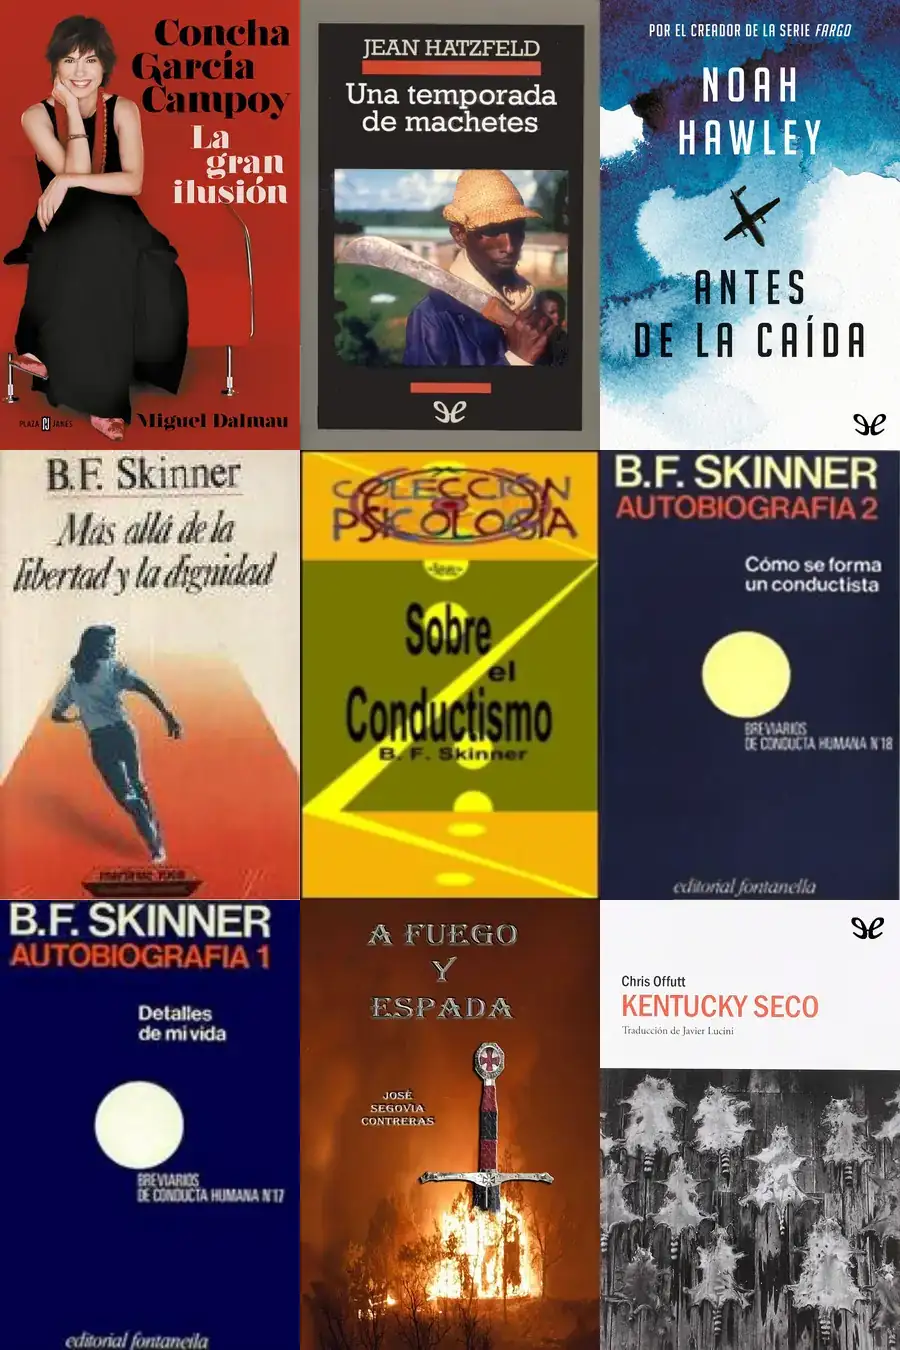 Concha
García
Campoy
La
gran
ilusión
PLAZA JANÉS
Miguel Dalmau
JEAN HATZFELD
Una temporada
de machetes
POR EL CREADOR DE LA SERIE FARGO
NOAH
HAWLEY
ANTES
DE LA CAÍDA
B.F. Skinner
Más allá de la
libertad y la dignidad
martínez roca
COLECCIÓN
PSICOLOGÍA
Sobre
el
Conductismo
B. F. Skinner
B.F. SKINNER
AUTOBIOGRAFIA 2
Cómo se forma
un conductista
BREVIARIOS
DE CONDUCTA HUMANA N°18
editorial fontanella
B.F. SKINNER
AUTOBIOGRAFIA 1
Detalles
de mi vida
BREVIARIOS
DE CONDUCTA HUMANA N°17
editorial fontanella
A FUEGO
Y
ESPADA
JOSÉ
SEGOVIA
CONTRERAS
Chris Offutt
KENTUCKY SECO
Traducción de Javier Lucini